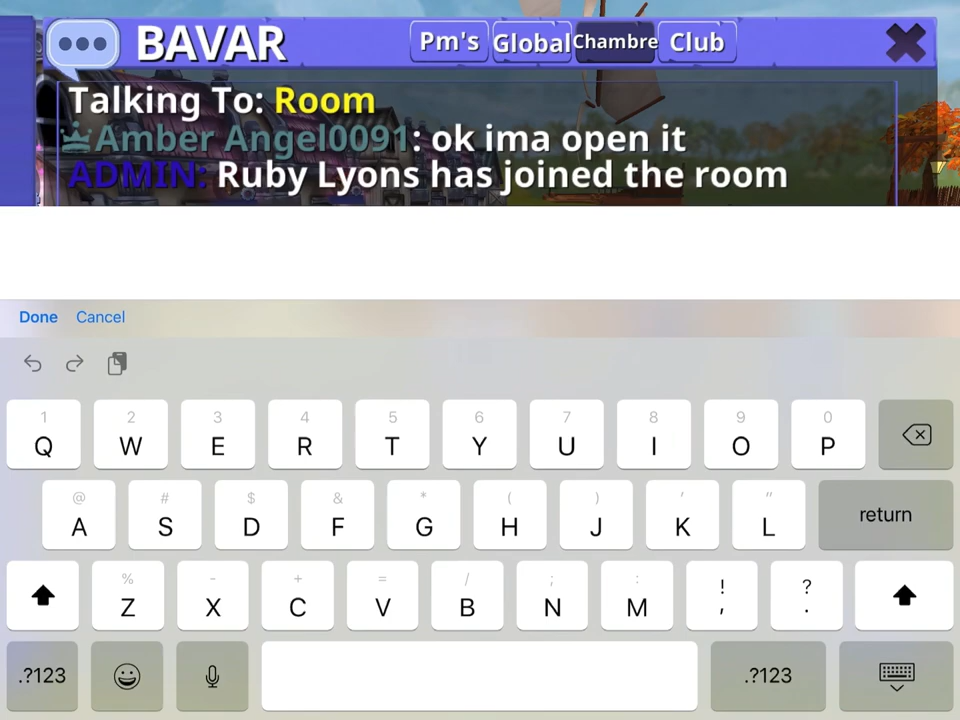 BAVAR
Pm's Global Chambre Club
Talking To: Room
Amber Angel0091: ok ima open it
ADMIN: Ruby Lyons has joined the room
Done Cancel
1 2 3 4 5 6 7 8 9 0
Q W E R T Y U I O P
@ # $ & * ( ) ' "
A S D F G H J K L return
% - + = / ; : ! ?
Z X C V B N M , .
.?123 .?123